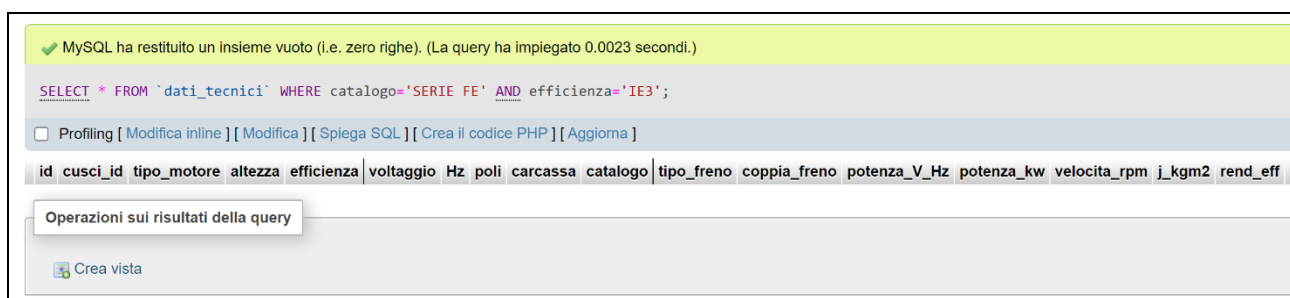 MySQL ha restituito un insieme vuoto (i.e. zero righe). (La query ha impiegato 0.0023 secondi.)
SELECT * FROM `dati_tecnici` WHERE catalogo='SERIE FE' AND efficienza='IE3';
Profiling [ Modifica inline ] [ Modifica ] [ Spiega SQL ] [ Crea il codice PHP ] [ Aggiorna ]
id cusci_id tipo_motore altezza efficienza voltaggio Hz poli carcassa catalogo tipo_freno coppia_freno potenza_V_Hz potenza_kw velocita_rpm j_kgm2 rend_eff
Operazioni sui risultati della query
Crea vista